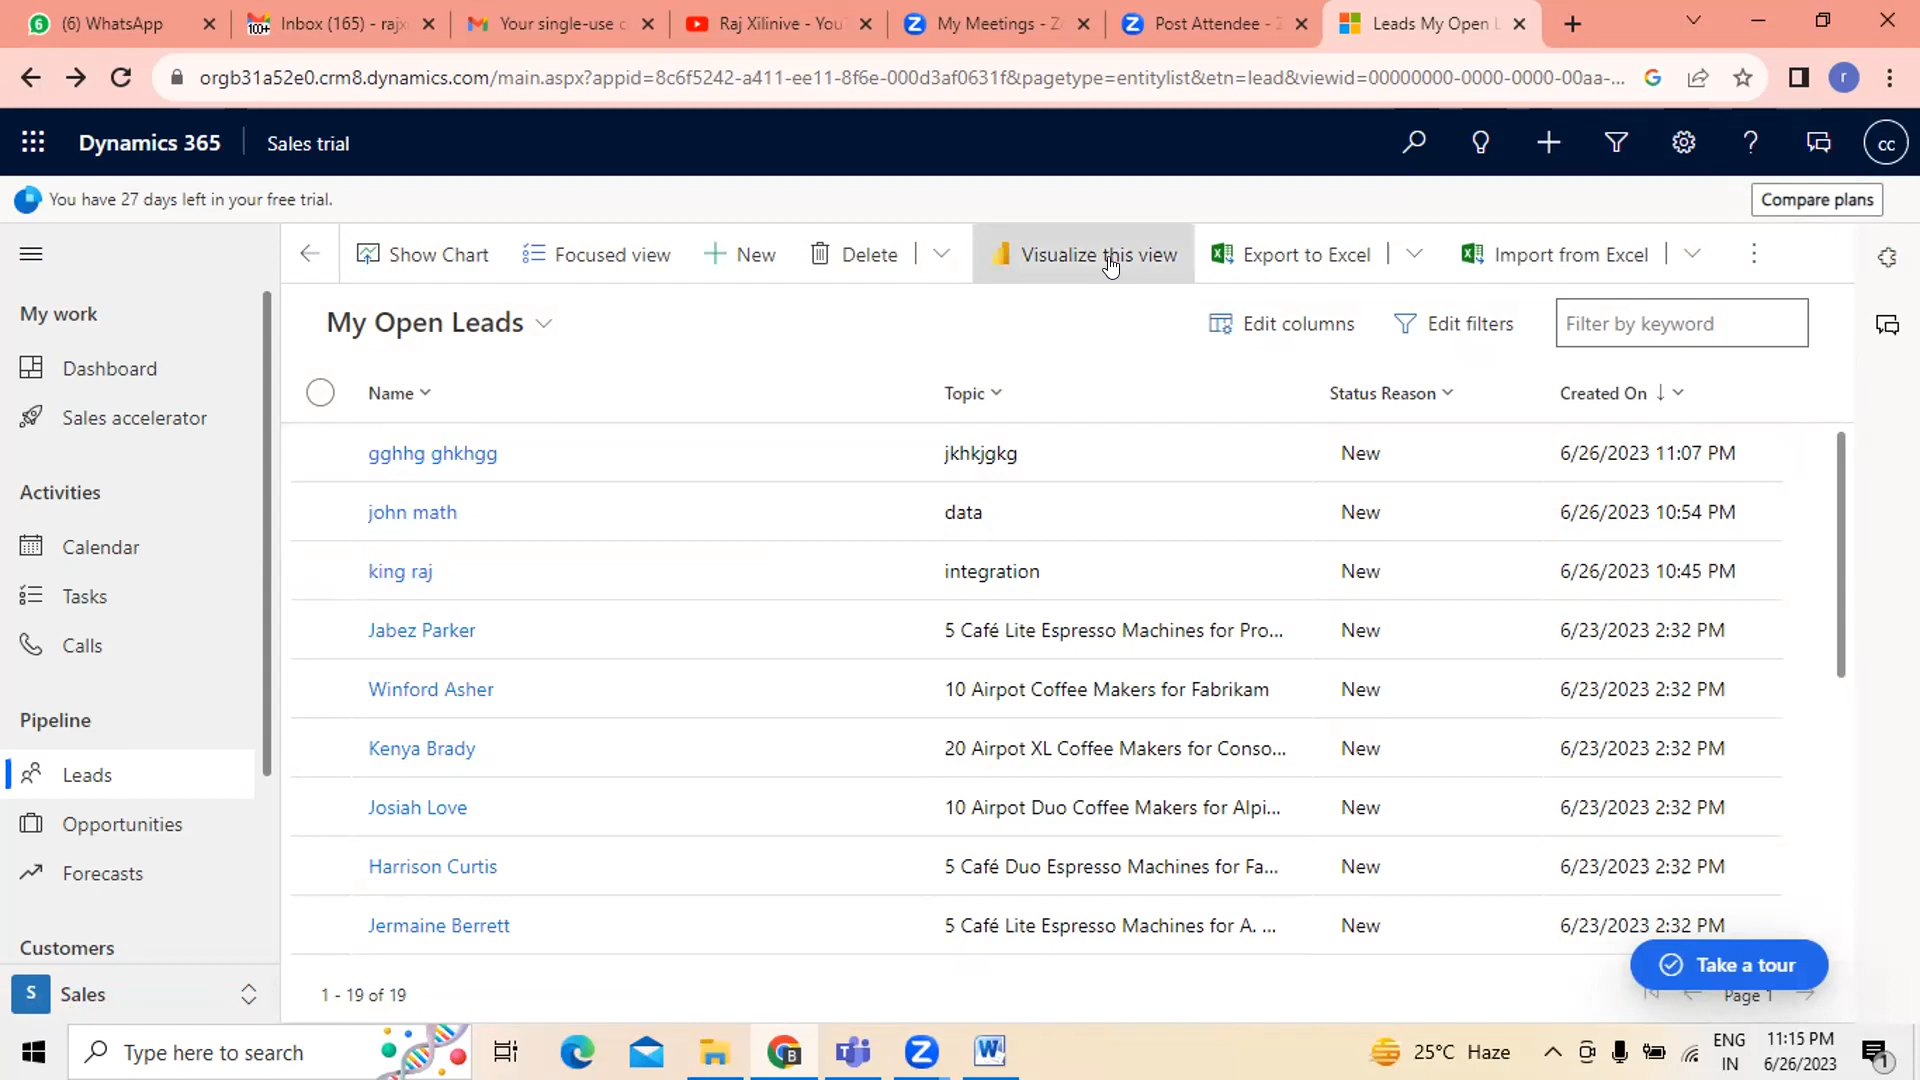 (6) WhatsApp
Inbox (165) - rajx
Your single-use c
Raj Xilinive - You
My Meetings - Z
Post Attendee - Z
Leads My Open L
orgb31a52e0.crm8.dynamics.com/main.aspx?appid=8c6f5242-a411-ee11-8f6e-000d3af0631f&pagetype=entitylist&etn=lead&viewid=00000000-0000-0000-00aa-...
r
Dynamics 365
Sales trial
CC
You have 27 days left in your free trial.
Compare plans
Show Chart
Focused view
New
Delete
Visualize this view
Export to Excel
Import from Excel
My Open Leads
Edit columns
Edit filters
Filter by keyword
My work
Dashboard
Sales accelerator
Activities
Calendar
Tasks
Calls
Pipeline
Leads
Opportunities
Forecasts
Customers
S Sales
Name Topic Status Reason Created On
gghhg ghkhgg jkhkjgkg New 6/26/2023 11:07 PM
john math data New 6/26/2023 10:54 PM
king raj integration New 6/26/2023 10:45 PM
Jabez Parker 5 Café Lite Espresso Machines for Pro... New 6/23/2023 2:32 PM
Winford Asher 10 Airpot Coffee Makers for Fabrikam New 6/23/2023 2:32 PM
Kenya Brady 20 Airpot XL Coffee Makers for Conso... New 6/23/2023 2:32 PM
Josiah Love 10 Airpot Duo Coffee Makers for Alpi... New 6/23/2023 2:32 PM
Harrison Curtis 5 Café Duo Espresso Machines for Fa... New 6/23/2023 2:32 PM
Jermaine Berrett 5 Café Lite Espresso Machines for A. ... New 6/23/2023 2:32 PM
Take a tour
1 - 19 of 19
Page 1
Type here to search
25°C Haze
ENG
IN
11:15 PM
6/26/2023
1